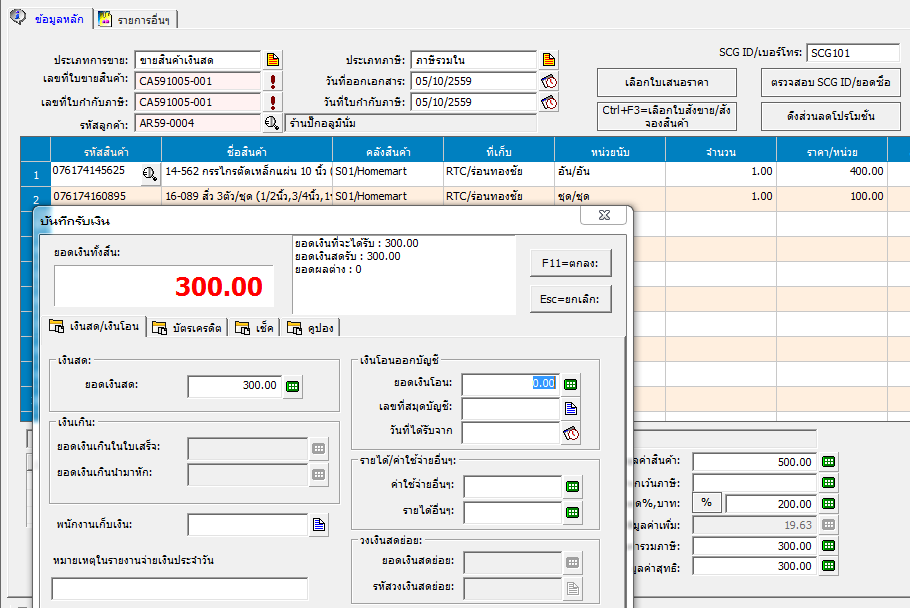 ข้อมูลหลัก รายการอื่นๆ
ประเภทการขาย: ขายสินค้าเงินสด ประเภทภาษี: ภาษีรวมใน SCG ID/เบอร์โทร: SCG101
เลขที่ใบขายสินค้า: CA591005-001 วันที่ออกเอกสาร: 05/10/2559 เลือกใบเสนอราคา ตรวจสอบ SCG ID/ยอดซื้อ
เลขที่ใบกำกับภาษี: CA591005-001 วันที่ใบกำกับภาษี: 05/10/2559 Ctrl+F3=เลือกใบสั่งขาย/สั่งจองสินค้า ดึงส่วนลดโปรโมชั่น
รหัสลูกค้า: AR59-0004 ร้านป๊กอลูมินั่ม
รหัสสินค้า ชื่อสินค้า คลังสินค้า ที่เก็บ หน่วยนับ จำนวน ราคา/หน่วย
1 076174145625 14-562 กรรไกรตัดเหล็กแผ่น 10 นิ้ว ( S01/Homemart RTC/ร่อนทองชัย อัน/อัน 1.00 400.00
2 076174160895 16-089 สิ่ว 3ตัว/ชุด (1/2นิ้ว,3/4นิ้ว,1 S01/Homemart RTC/ร่อนทองชัย ชุด/ชุด 1.00 100.00
บันทึกรับเงิน
ยอดเงินทั้งสิ้น:
300.00
ยอดเงินที่จะได้รับ : 300.00
ยอดเงินสดรับ : 300.00
ยอดผลต่าง : 0
F11=ตกลง:
Esc=ยกเลิก:
เงินสด/เงินโอน บัตรเครดิต เช็ค คูปอง
เงินสด:
ยอดเงินสด: 300.00
เงินเกิน:
ยอดเงินเกินในใบเสร็จ:
ยอดเงินเกินนำมาหัก:
พนักงานเก็บเงิน:
หมายเหตุในรายงานจ่ายเงินประจำวัน
เงินโอนออกบัญชี
ยอดเงินโอน: 0.00
เลขที่สมุดบัญชี:
วันที่ได้รับจาก
รายได้/ค่าใช้จ่ายอื่นๆ:
ค่าใช้จ่ายอื่นๆ:
รายได้อื่นๆ:
วงเงินสดย่อย:
ยอดเงินสดย่อย:
รหัสวงเงินสดย่อย:
ลค่าสินค้า: 500.00
กเว้นภาษี:
ด%,บาท: % 200.00
มูลค่าเพิ่ม: 19.63
ารวมภาษี: 300.00
มูลค่าสุทธิ: 300.00